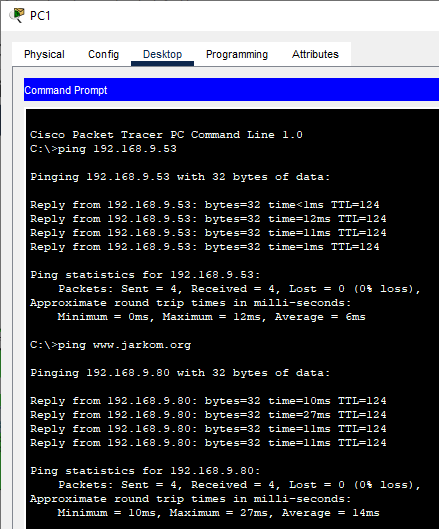 PC1
Physical Config Desktop Programming Attributes
Command Prompt
Cisco Packet Tracer PC Command Line 1.0
C:\>ping 192.168.9.53
Pinging 192.168.9.53 with 32 bytes of data:
Reply from 192.168.9.53: bytes=32 time<1ms TTL=124
Reply from 192.168.9.53: bytes=32 time=12ms TTL=124
Reply from 192.168.9.53: bytes=32 time=11ms TTL=124
Reply from 192.168.9.53: bytes=32 time=1ms TTL=124
Ping statistics for 192.168.9.53:
Packets: Sent = 4, Received = 4, Lost = 0 (0% loss),
Approximate round trip times in milli-seconds:
Minimum = 0ms, Maximum = 12ms, Average = 6ms
C:\>ping www.jarkom.org
Pinging 192.168.9.80 with 32 bytes of data:
Reply from 192.168.9.80: bytes=32 time=10ms TTL=124
Reply from 192.168.9.80: bytes=32 time=27ms TTL=124
Reply from 192.168.9.80: bytes=32 time=11ms TTL=124
Reply from 192.168.9.80: bytes=32 time=11ms TTL=124
Ping statistics for 192.168.9.80:
Packets: Sent = 4, Received = 4, Lost = 0 (0% loss),
Approximate round trip times in milli-seconds:
Minimum = 10ms, Maximum = 27ms, Average = 14ms